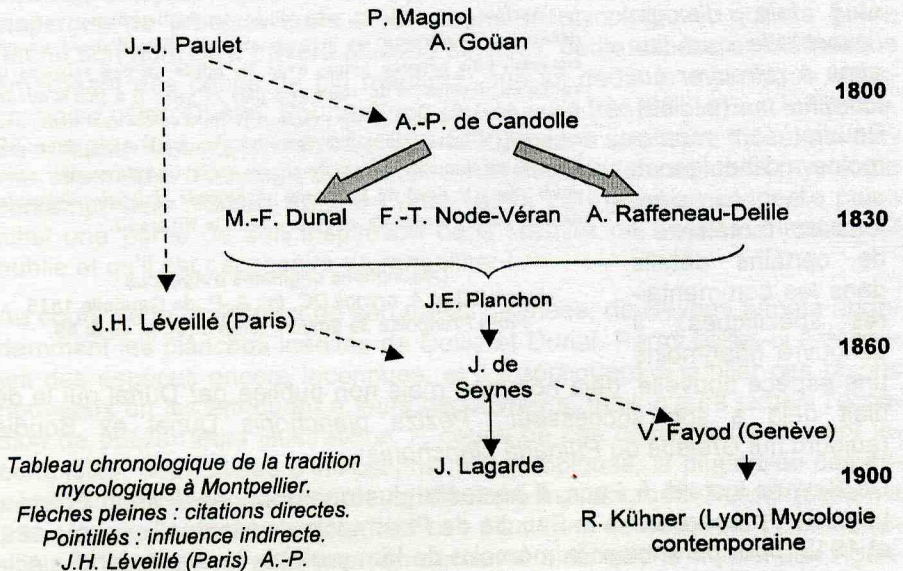 P. Magnol
J.-J. Paulet A. Goüan
1800
A.-P. de Candolle
M.-F. Dunal F.-T. Node-Véran A. Raffeneau-Delile 1830
J.E. Planchon
J.H. Léveillé (Paris)
1860
J. de
Seynes
V. Fayod (Genève)
J. Lagarde
1900
R. Kühner (Lyon) Mycologie
contemporaine
Tableau chronologique de la tradition
mycologique à Montpellier.
Flèches pleines : citations directes.
Pointillés : influence indirecte.
J.H. Léveillé (Paris) A.-P.